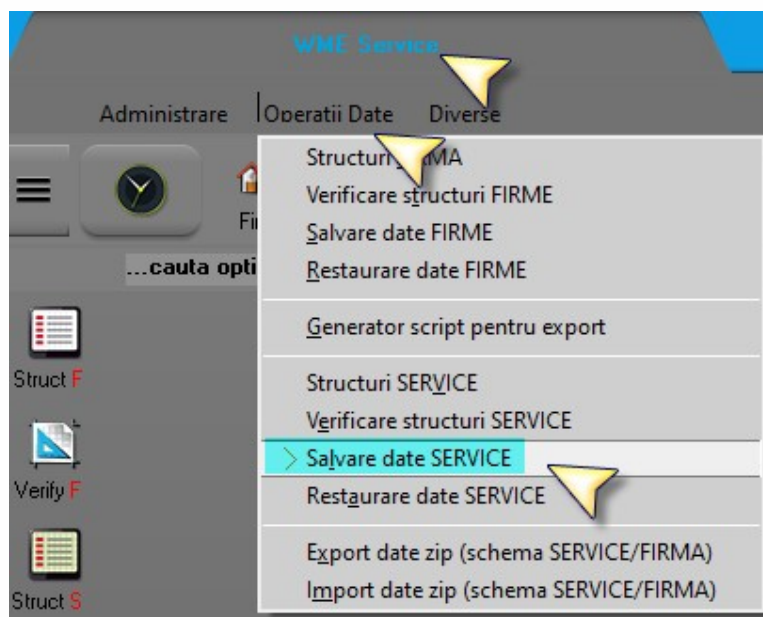 WME Service
Administrare Operatii Date Diverse
Structuri
Verificare structuri FIRME
Salvare date FIRME
Restaurare date FIRME
...cauta opti
Generator script pentru export
Struct F
Structuri SERVICE
Verificare structuri SERVICE
> Salvare date SERVICE
Verify F
Restaurare date SERVICE
Export date zip (schema SERVICE/FIRMA)
Import date zip (schema SERVICE/FIRMA)
Struct S